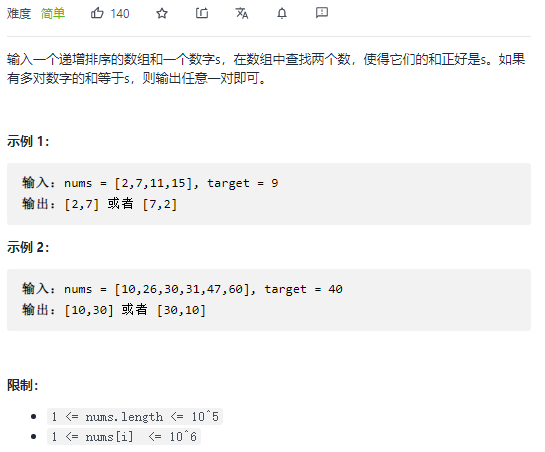 难度 简单 140
输入一个递增排序的数组和一个数字s，在数组中查找两个数，使得它们的和正好是s。如果
有多对数字的和等于s，则输出任意一对即可。
示例 1：
输入：nums = [2,7,11,15], target = 9
输出：[2,7] 或者 [7,2]
示例 2：
输入：nums = [10,26,30,31,47,60], target = 40
输出：[10,30] 或者 [30,10]
限制：
1 <= nums.length <= 10^5
1 <= nums[i] <= 10^6